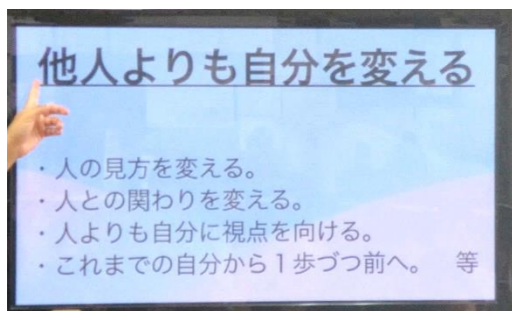 他人よりも自分を変える
・人の見方を変える。
・人との関わりを変える。
・人よりも自分に視点を向ける。
・これまでの自分から１歩づつ前へ。　等